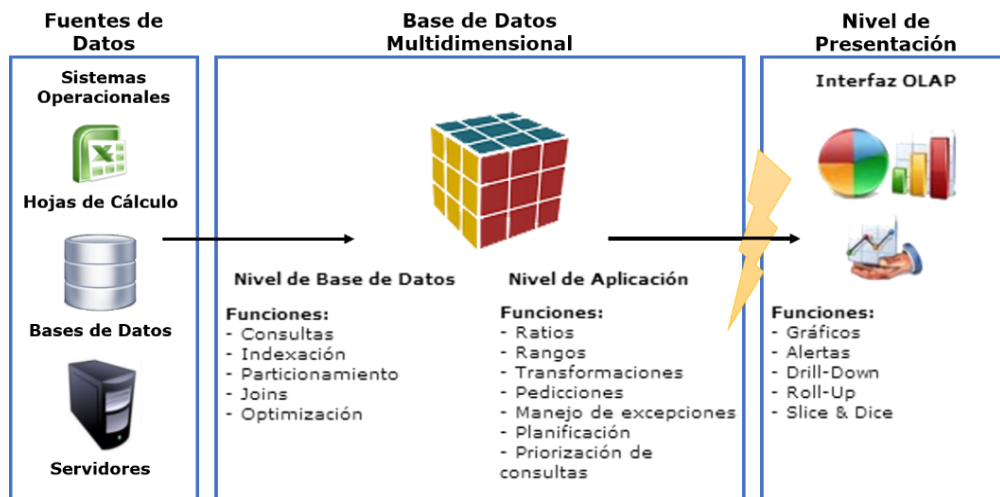 Fuentes de
Datos
Sistemas
Operacionales
Hojas de Cálculo
Bases de Datos
Servidores
Base de Datos
Multidimensional
Nivel de Base de Datos
Funciones:
- Consultas
- Indexación
- Particionamiento
- Joins
- Optimización
Nivel de Aplicación
Funciones:
- Ratios
- Rangos
- Transformaciones
- Pedicciones
- Manejo de excepciones
- Planificación
- Priorización de
consultas
Nivel de
Presentación
Interfaz OLAP
Funciones:
- Gráficos
- Alertas
- Drill-Down
- Roll-Up
- Slice & Dice